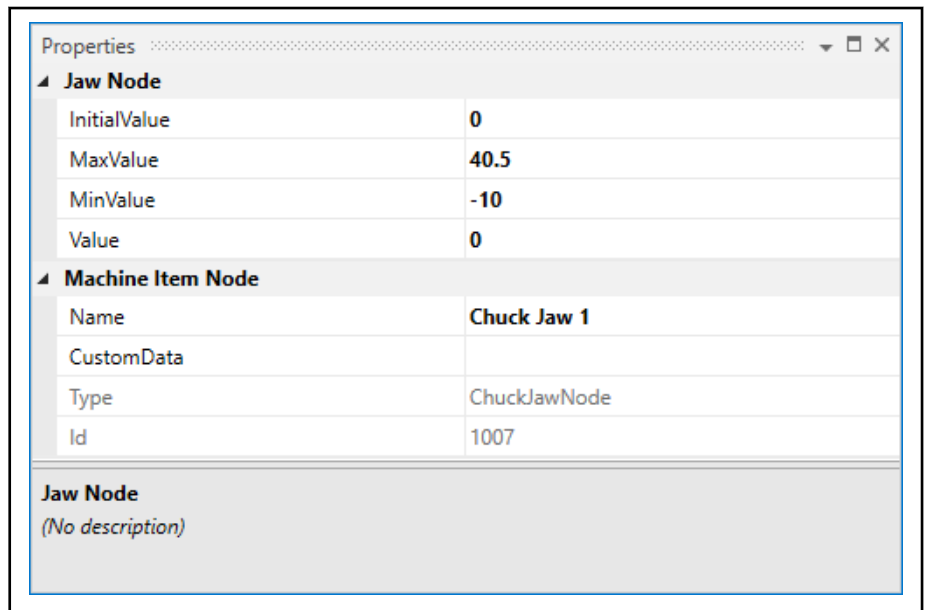 Properties
Jaw Node
InitialValue 0
MaxValue 40.5
MinValue -10
Value 0
Machine Item Node
Name Chuck Jaw 1
CustomData
Type ChuckJawNode
Id 1007
Jaw Node
(No description)